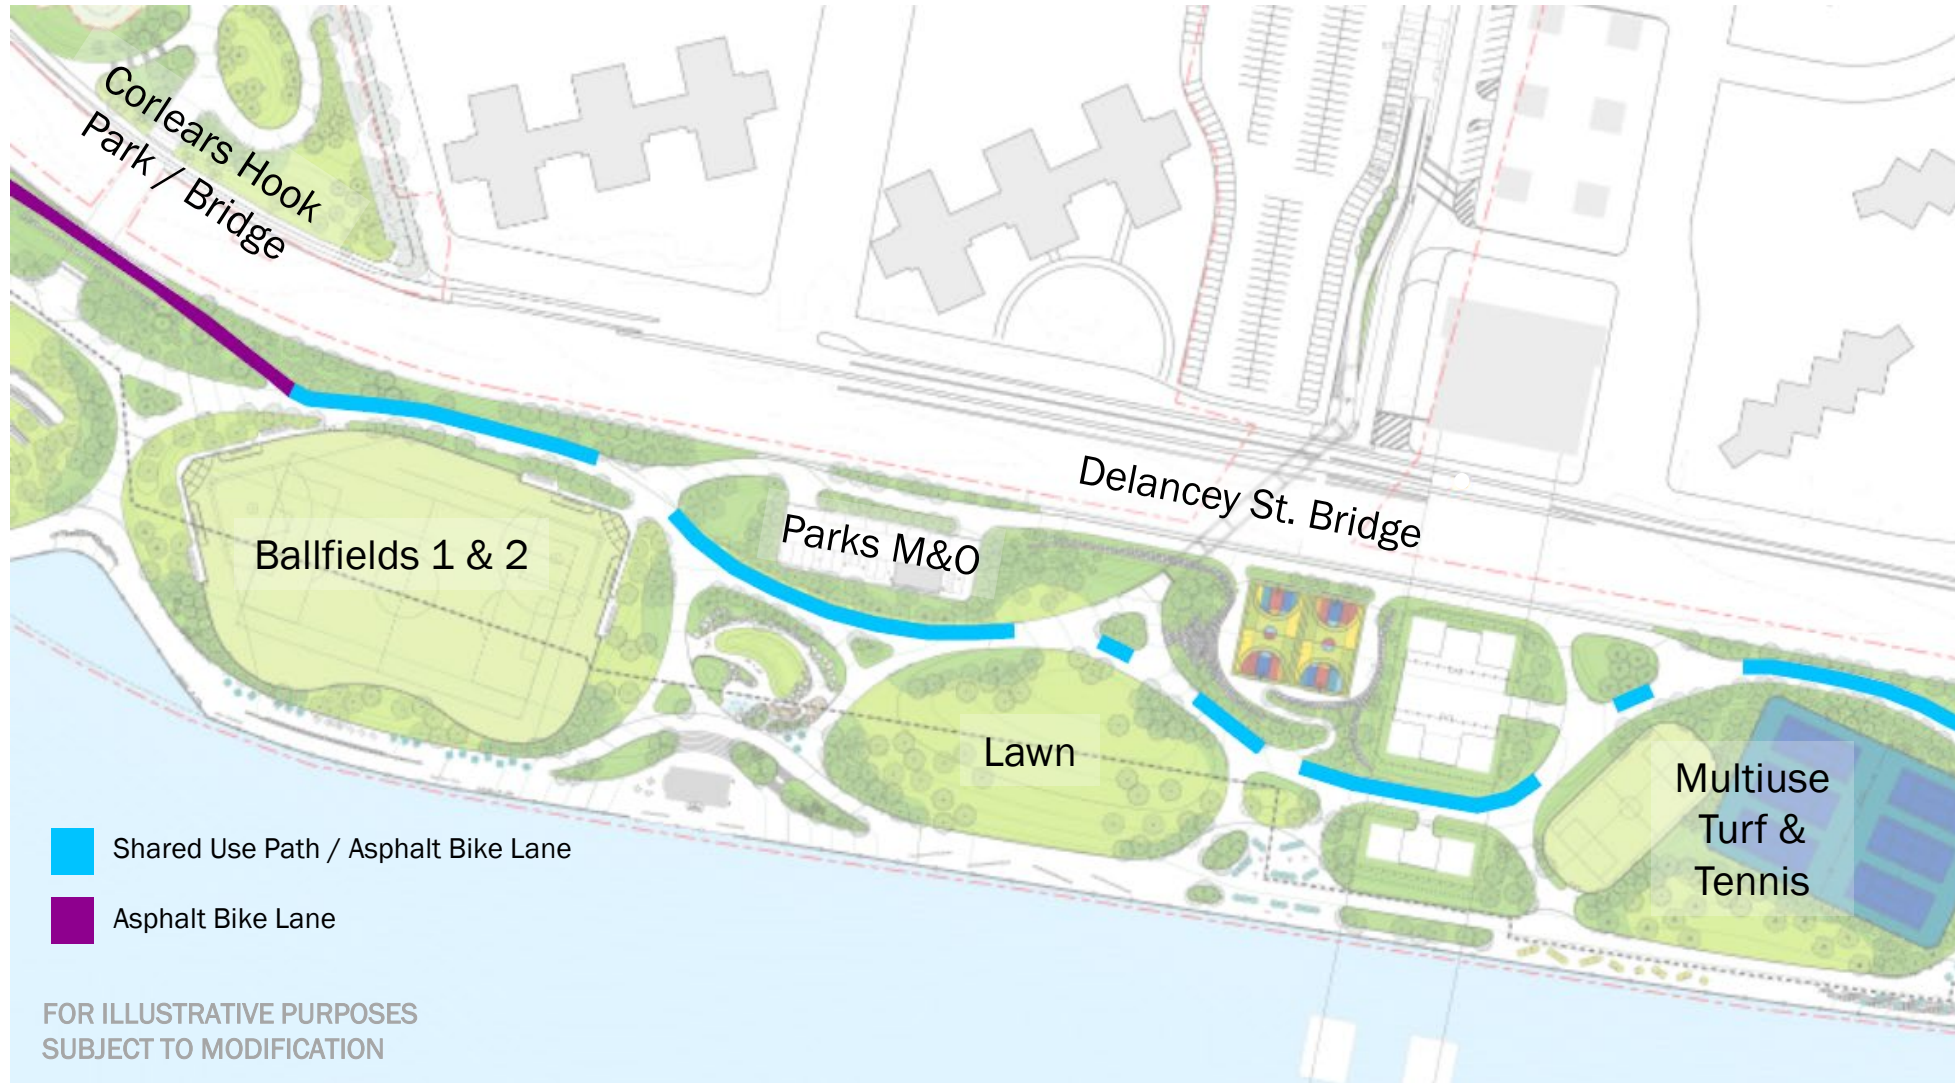 Corlears Hook
Park / Bridge
Delancey St. Bridge
Parks M&O
Ballfields 1 & 2
Lawn
Multiuse
Turf &
Tennis
Shared Use Path / Asphalt Bike Lane
Asphalt Bike Lane
FOR ILLUSTRATIVE PURPOSES
SUBJECT TO MODIFICATION